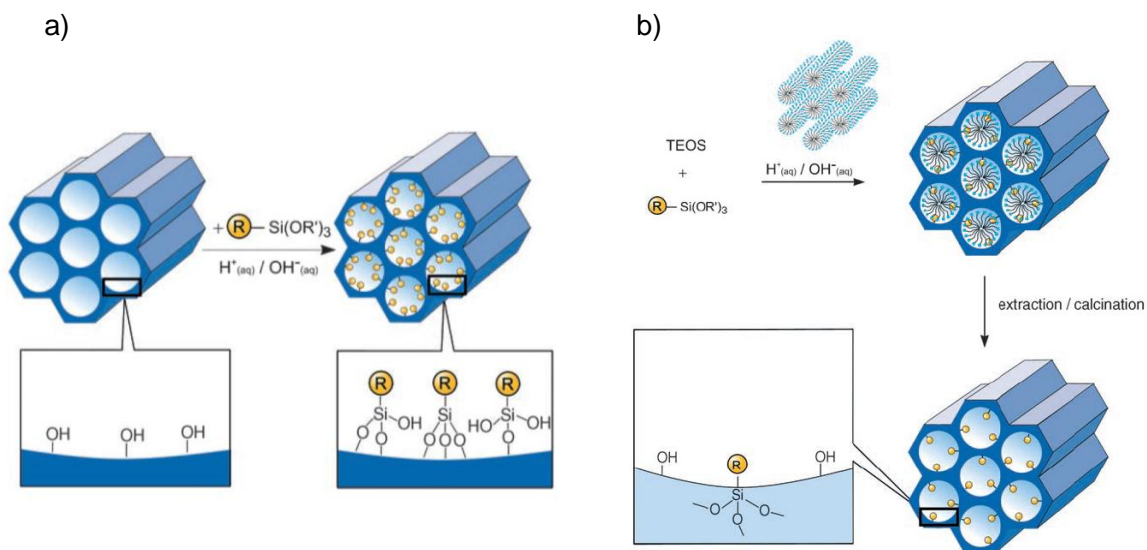 a)
+ R—Si(OR')₃
H⁺(aq) / OH⁻(aq)
OH
OH
OH
R
R
R
Si
OH
Si
HO
Si
OH
O
O
O
O
O
O
b)
TEOS
+
R—Si(OR')₃
H⁺(aq) / OH⁻(aq)
extraction / calcination
OH
R
OH
Si
O
O
O